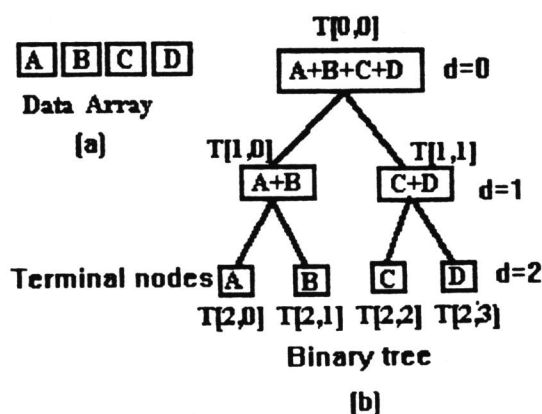 T[0,0]
A B C D
A+B+C+D d=0
Data Array
(a)
T[1,0] T[1,1]
A+B C+D d=1
Terminal nodes A B C D d=2
T[2,0] T[2,1] T[2,2] T[2,3]
Binary tree
(b)